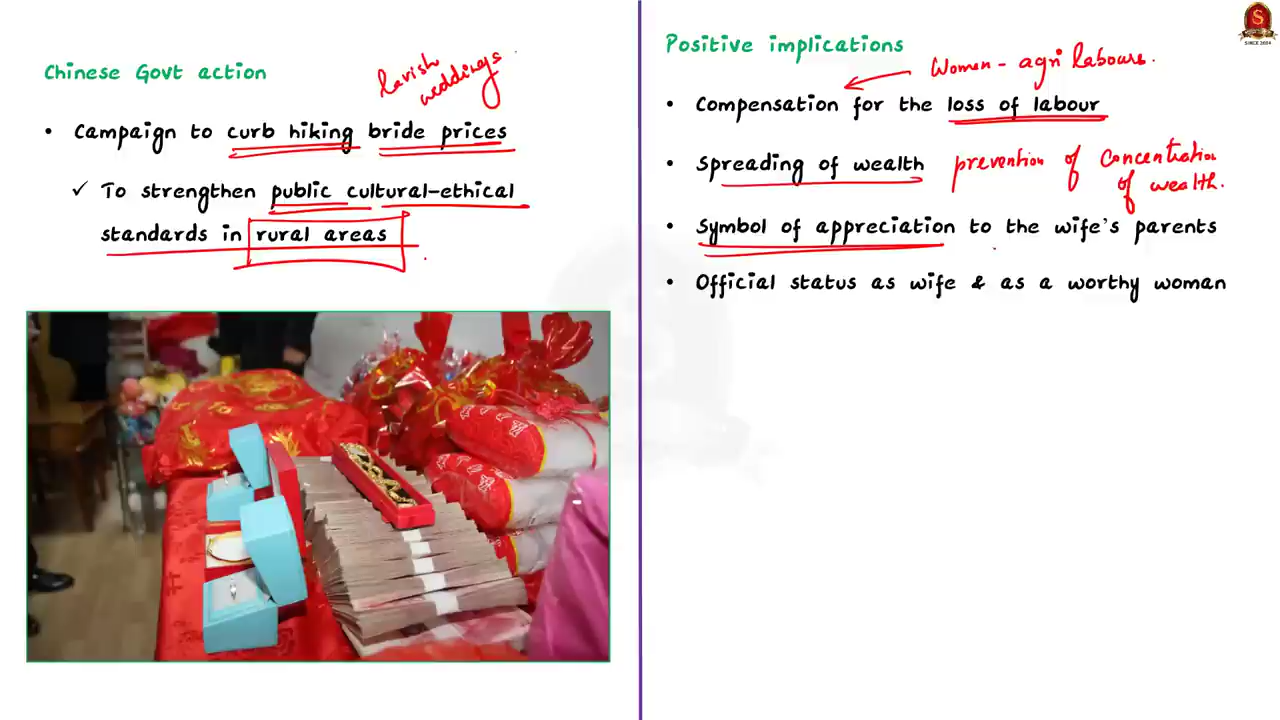 Chinese Govt action
lavish
weddings
• Campaign to curb hiking bride prices
✓ To strengthen public cultural-ethical
standards in rural areas
Positive implications
Women - agri labours.
• Compensation for the loss of labour
• Spreading of wealth prevention of concentration
of wealth.
• Symbol of appreciation to the wife's parents
• Official status as wife & as a worthy woman
S
SINCE 2004